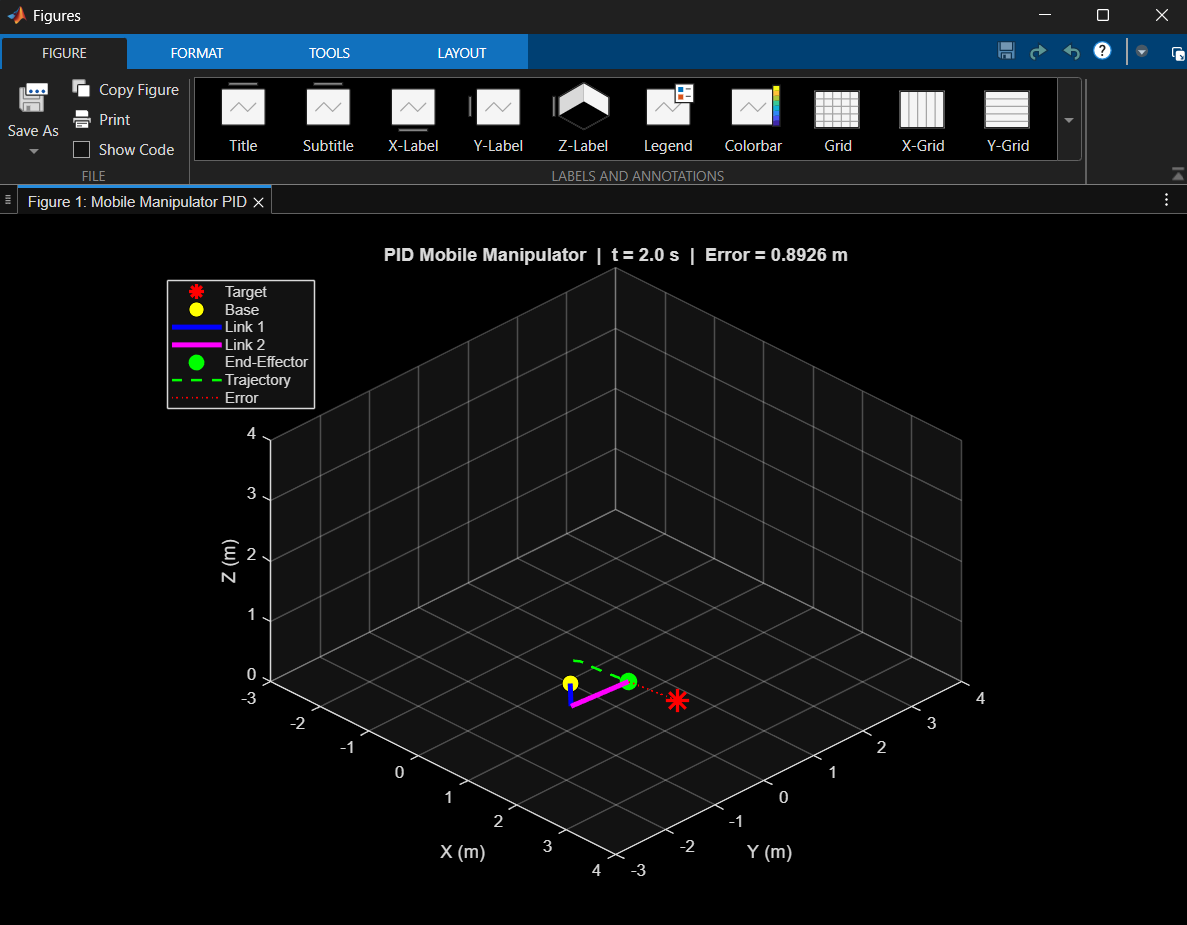 Figures
FIGURE FORMAT TOOLS LAYOUT
?
Save As
Copy Figure
Print
Show Code
FILE
Title Subtitle X-Label Y-Label Z-Label Legend Colorbar Grid X-Grid Y-Grid
LABELS AND ANNOTATIONS
Figure 1: Mobile Manipulator PID
PID Mobile Manipulator | t = 2.0 s | Error = 0.8926 m
Target
Base
Link 1
Link 2
End-Effector
Trajectory
Error
4
3
2
1
0
Z (m)
-3
-2
-1
0
1
2
3
4
X (m)
-3
-2
-1
0
1
2
3
4
Y (m)